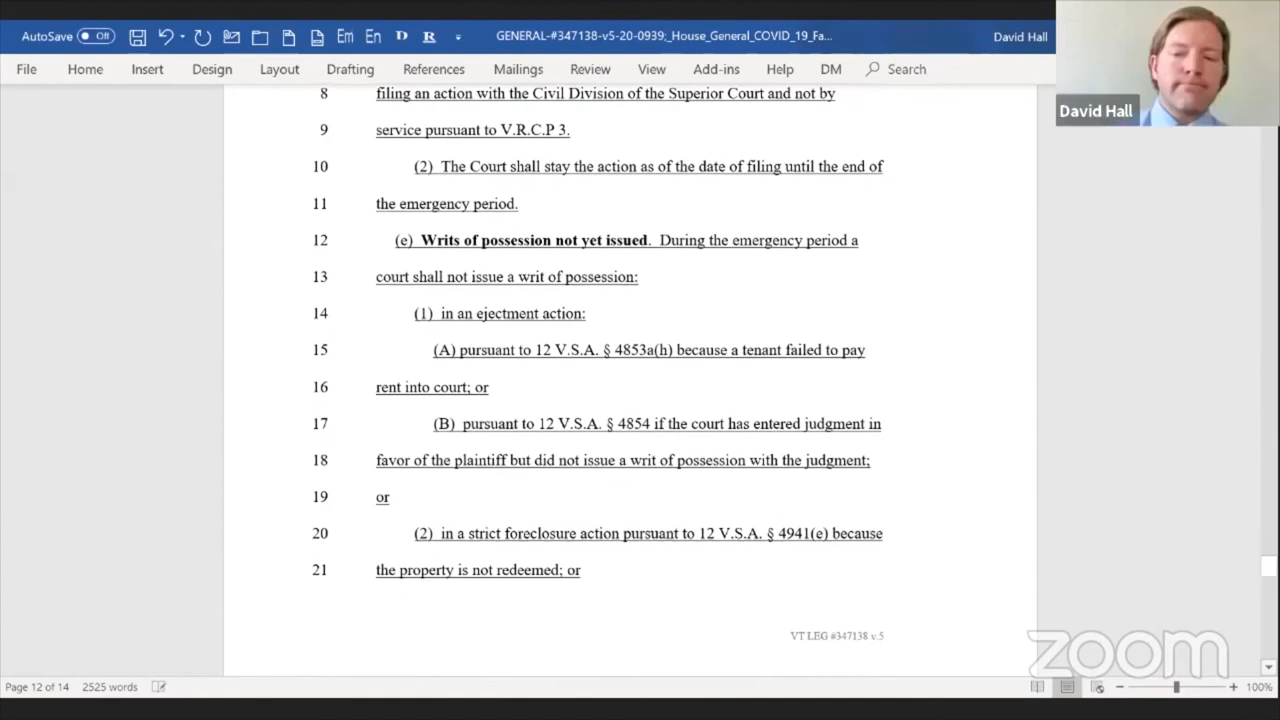 AutoSave Off Em En D R GENERAL-#347138-v5-20-0939:_House_General_COVID_19_Fa... David Hall
File Home Insert Design Layout Drafting References Mailings Review View Add-ins Help DM Search
David Hall
8 filing an action with the Civil Division of the Superior Court and not by
9 service pursuant to V.R.C.P 3.
10 (2) The Court shall stay the action as of the date of filing until the end of
11 the emergency period.
12 (e) Writs of possession not yet issued. During the emergency period a
13 court shall not issue a writ of possession:
14 (1) in an ejectment action:
15 (A) pursuant to 12 V.S.A. § 4853a(h) because a tenant failed to pay
16 rent into court; or
17 (B) pursuant to 12 V.S.A. § 4854 if the court has entered judgment in
18 favor of the plaintiff but did not issue a writ of possession with the judgment;
19 or
20 (2) in a strict foreclosure action pursuant to 12 V.S.A. § 4941(e) because
21 the property is not redeemed; or
VT LEG #347138 v.5
zoom
Page 12 of 14 2525 words 100%